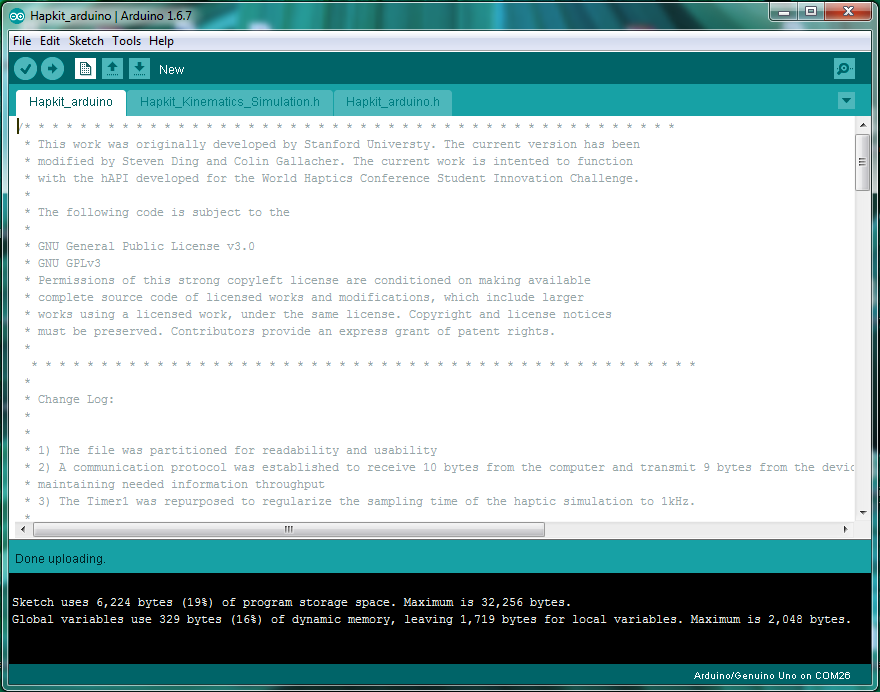 Hapkit_arduino | Arduino 1.6.7
File Edit Sketch Tools Help
New
Hapkit_arduino Hapkit_Kinematics_Simulation.h Hapkit_arduino.h
/* * * * * * * * * * * * * * * * * * * * * * * * * * * * * * * * * * * * * * * * * * * * * * *
* This work was originally developed by Stanford Universty. The current version has been
* modified by Steven Ding and Colin Gallacher. The current work is intented to function
* with the hAPI developed for the World Haptics Conference Student Innovation Challenge.
*
* The following code is subject to the
*
* GNU General Public License v3.0
* GNU GPLv3
* Permissions of this strong copyleft license are conditioned on making available
* complete source code of licensed works and modifications, which include larger
* works using a licensed work, under the same license. Copyright and license notices
* must be preserved. Contributors provide an express grant of patent rights.
*
* * * * * * * * * * * * * * * * * * * * * * * * * * * * * * * * * * * * * * * * * * * * * * * *
*
* Change Log:
*
*
* 1) The file was partitioned for readability and usability
* 2) A communication protocol was established to receive 10 bytes from the computer and transmit 9 bytes from the devic
* maintaining needed information throughput
* 3) The Timer1 was repurposed to regularize the sampling time of the haptic simulation to 1kHz.
*
Done uploading.
Sketch uses 6,224 bytes (19%) of program storage space. Maximum is 32,256 bytes.
Global variables use 329 bytes (16%) of dynamic memory, leaving 1,719 bytes for local variables. Maximum is 2,048 bytes.
Arduino/Genuino Uno on COM26